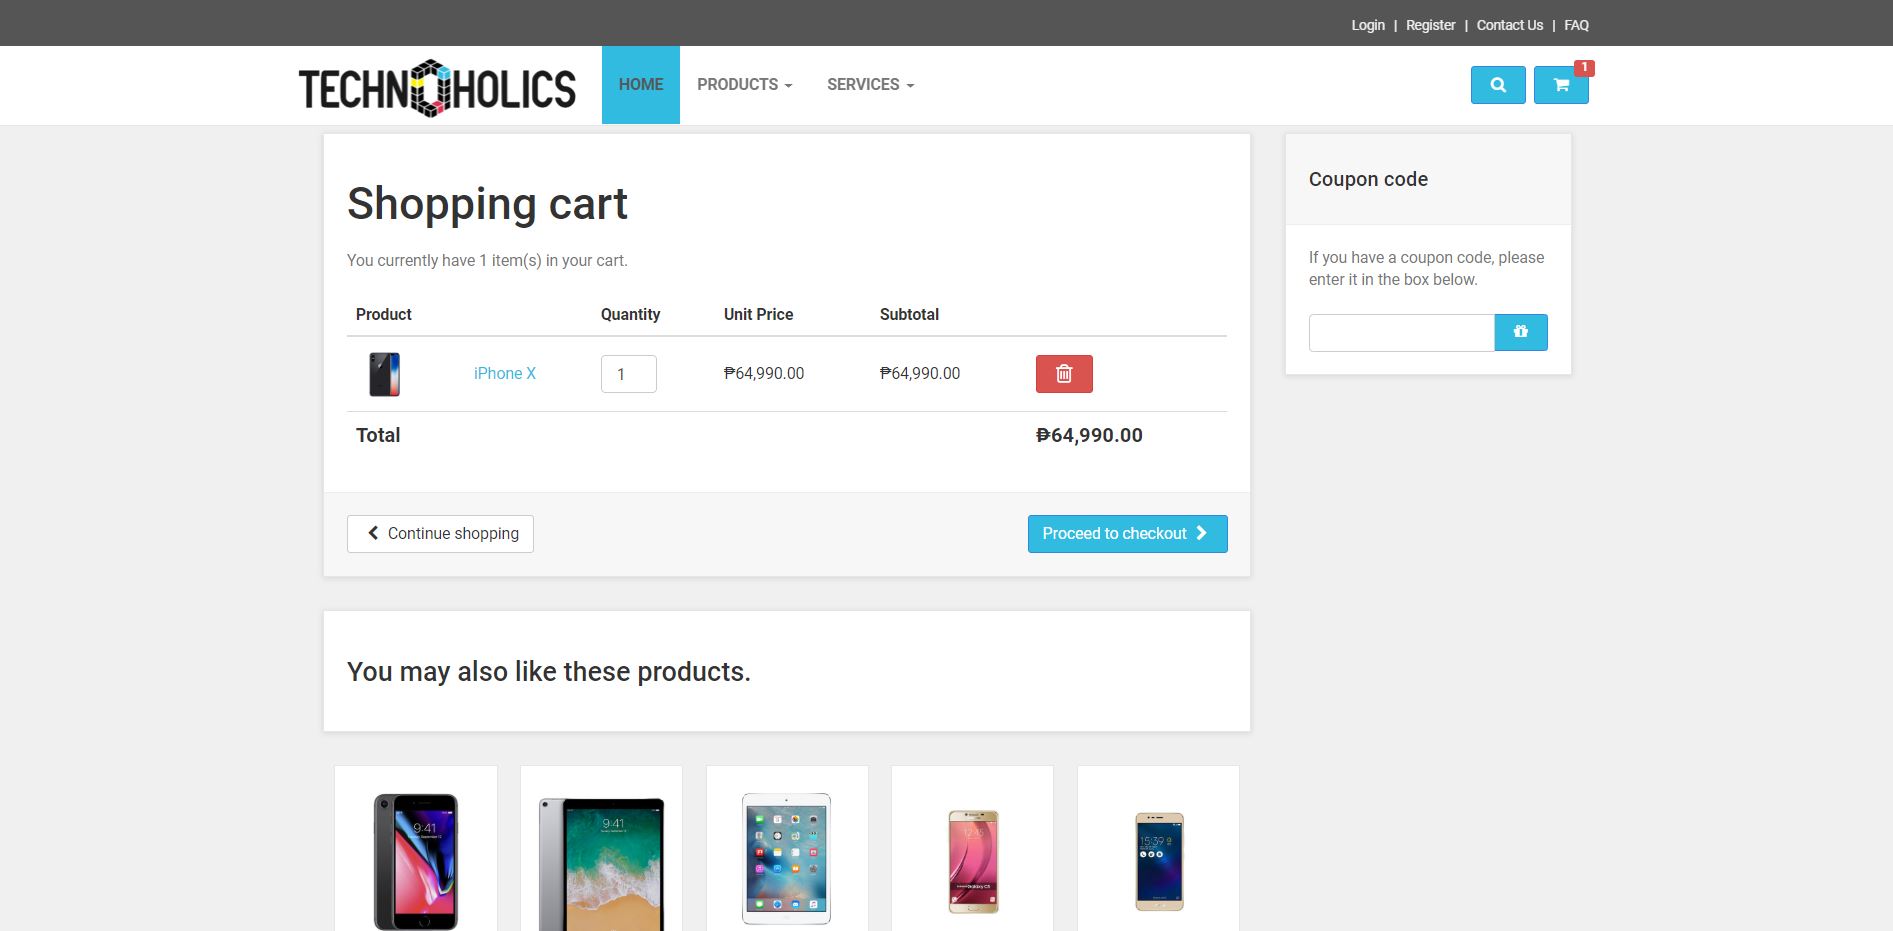 Login | Register | Contact Us | FAQ
TECHNOHOLICS
HOME PRODUCTS SERVICES
1
Shopping cart
You currently have 1 item(s) in your cart.
Product Quantity Unit Price Subtotal
iPhone X 1 ₱64,990.00 ₱64,990.00
Total ₱64,990.00
Continue shopping
Proceed to checkout
Coupon code
If you have a coupon code, please
enter it in the box below.
You may also like these products.
9:41
9:41
12:45
Galaxy C5
15:39